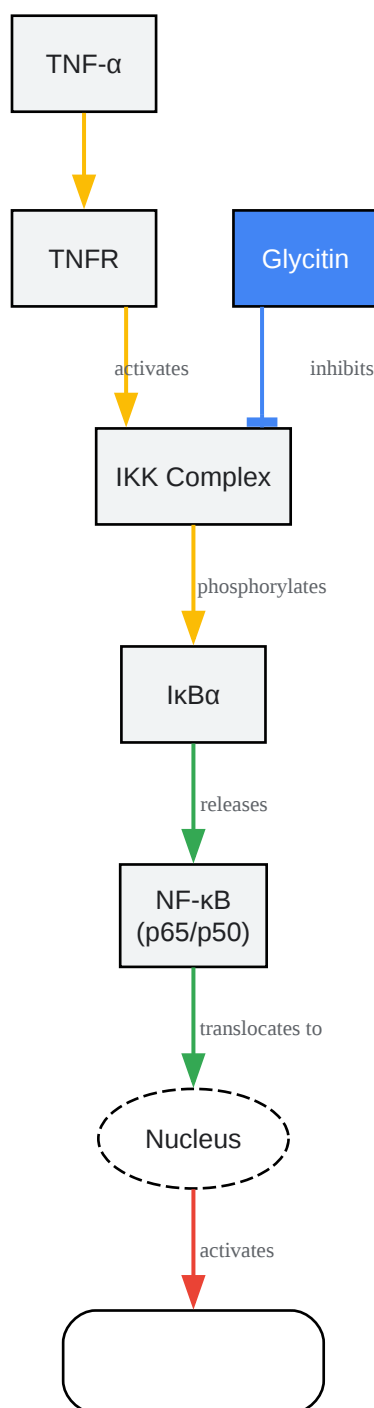 TNF-α
TNFR
Glycitin
activates
inhibits
IKK Complex
phosphorylates
IκBα
releases
NF-κB
(p65/p50)
translocates to
Nucleus
activates